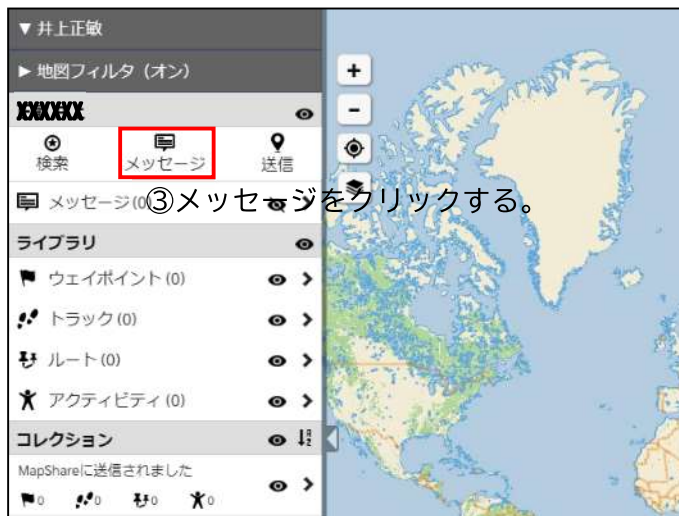 ▼ 井上正敏
▶ 地図フィルタ (オン)
XXXXXX
検索 メッセージ 送信
メッセージ(0)
③メッセージをクリックする。
ライブラリ
ウェイポイント (0)
トラック (0)
ルート (0)
アクティビティ (0)
コレクション
MapShareに送信されました
0 0 0 0